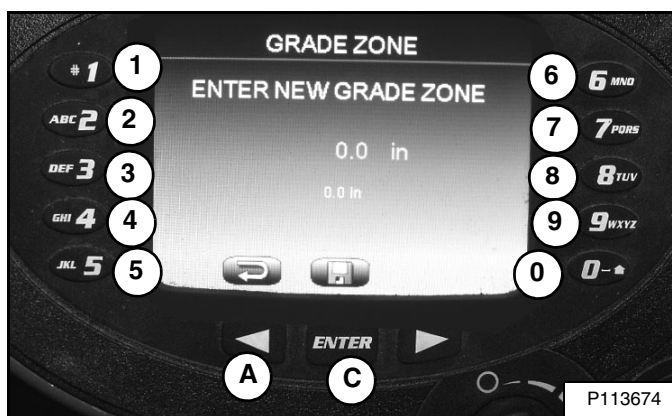 GRADE ZONE
ENTER NEW GRADE ZONE
0.0 in
0.0 in
# 1
1
ABC 2
2
DEF 3
3
GHI 4
4
JKL 5
5
6
6 MNO
7
7 PQRS
8
8 TUV
9
9 WXYZ
0
0-
ENTER
A
C
P113674